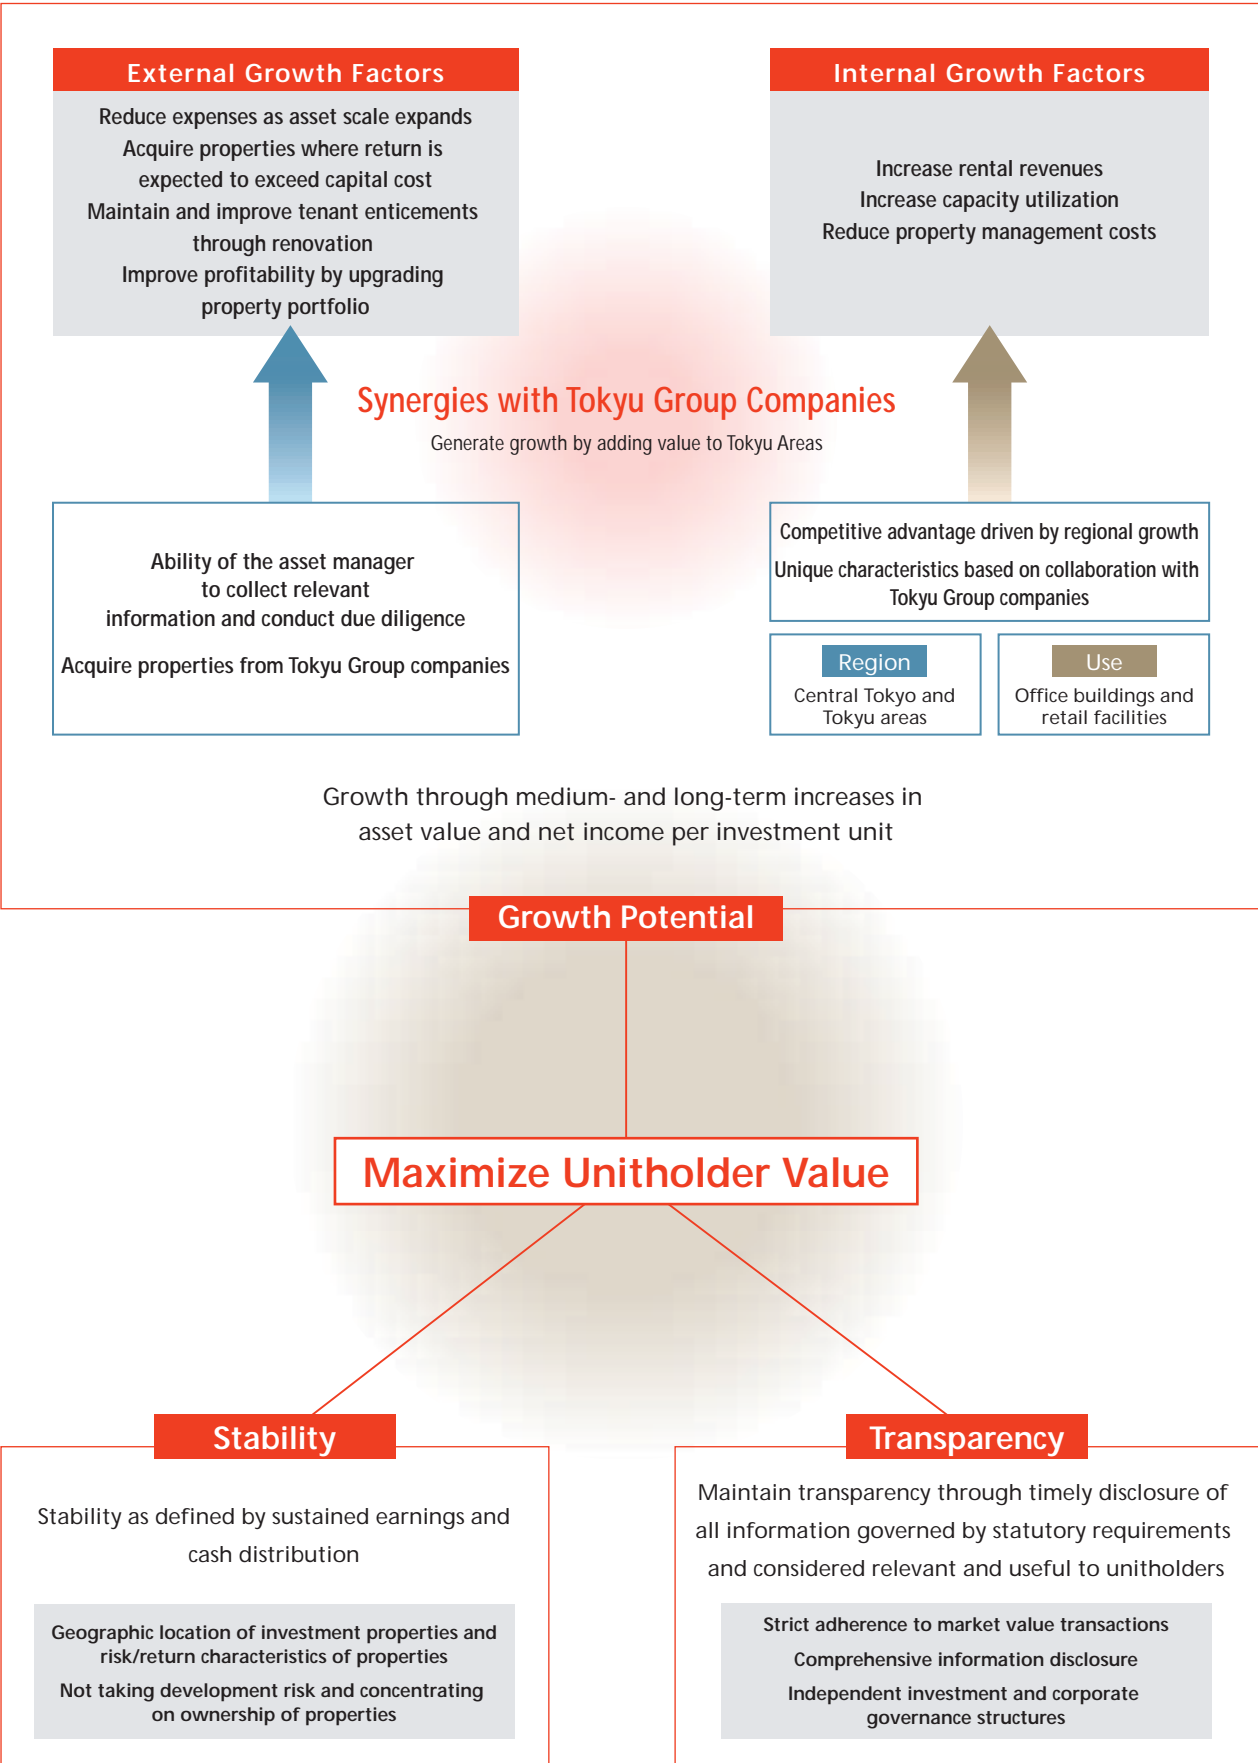 External Growth Factors
Reduce expenses as asset scale expands
Acquire properties where return is
expected to exceed capital cost
Maintain and improve tenant enticements
through renovation
Improve profitability by upgrading
property portfolio
Internal Growth Factors
Increase rental revenues
Increase capacity utilization
Reduce property management costs
Synergies with Tokyu Group Companies
Generate growth by adding value to Tokyu Areas
Ability of the asset manager
to collect relevant
information and conduct due diligence
Acquire properties from Tokyu Group companies
Competitive advantage driven by regional growth
Unique characteristics based on collaboration with
Tokyu Group companies
Region
Central Tokyo and
Tokyu areas
Use
Office buildings and
retail facilities
Growth through medium- and long-term increases in
asset value and net income per investment unit
Growth Potential
Maximize Unitholder Value
Stability
Stability as defined by sustained earnings and
cash distribution
Geographic location of investment properties and
risk/return characteristics of properties
Not taking development risk and concentrating
on ownership of properties
Transparency
Maintain transparency through timely disclosure of
all information governed by statutory requirements
and considered relevant and useful to unitholders
Strict adherence to market value transactions
Comprehensive information disclosure
Independent investment and corporate
governance structures